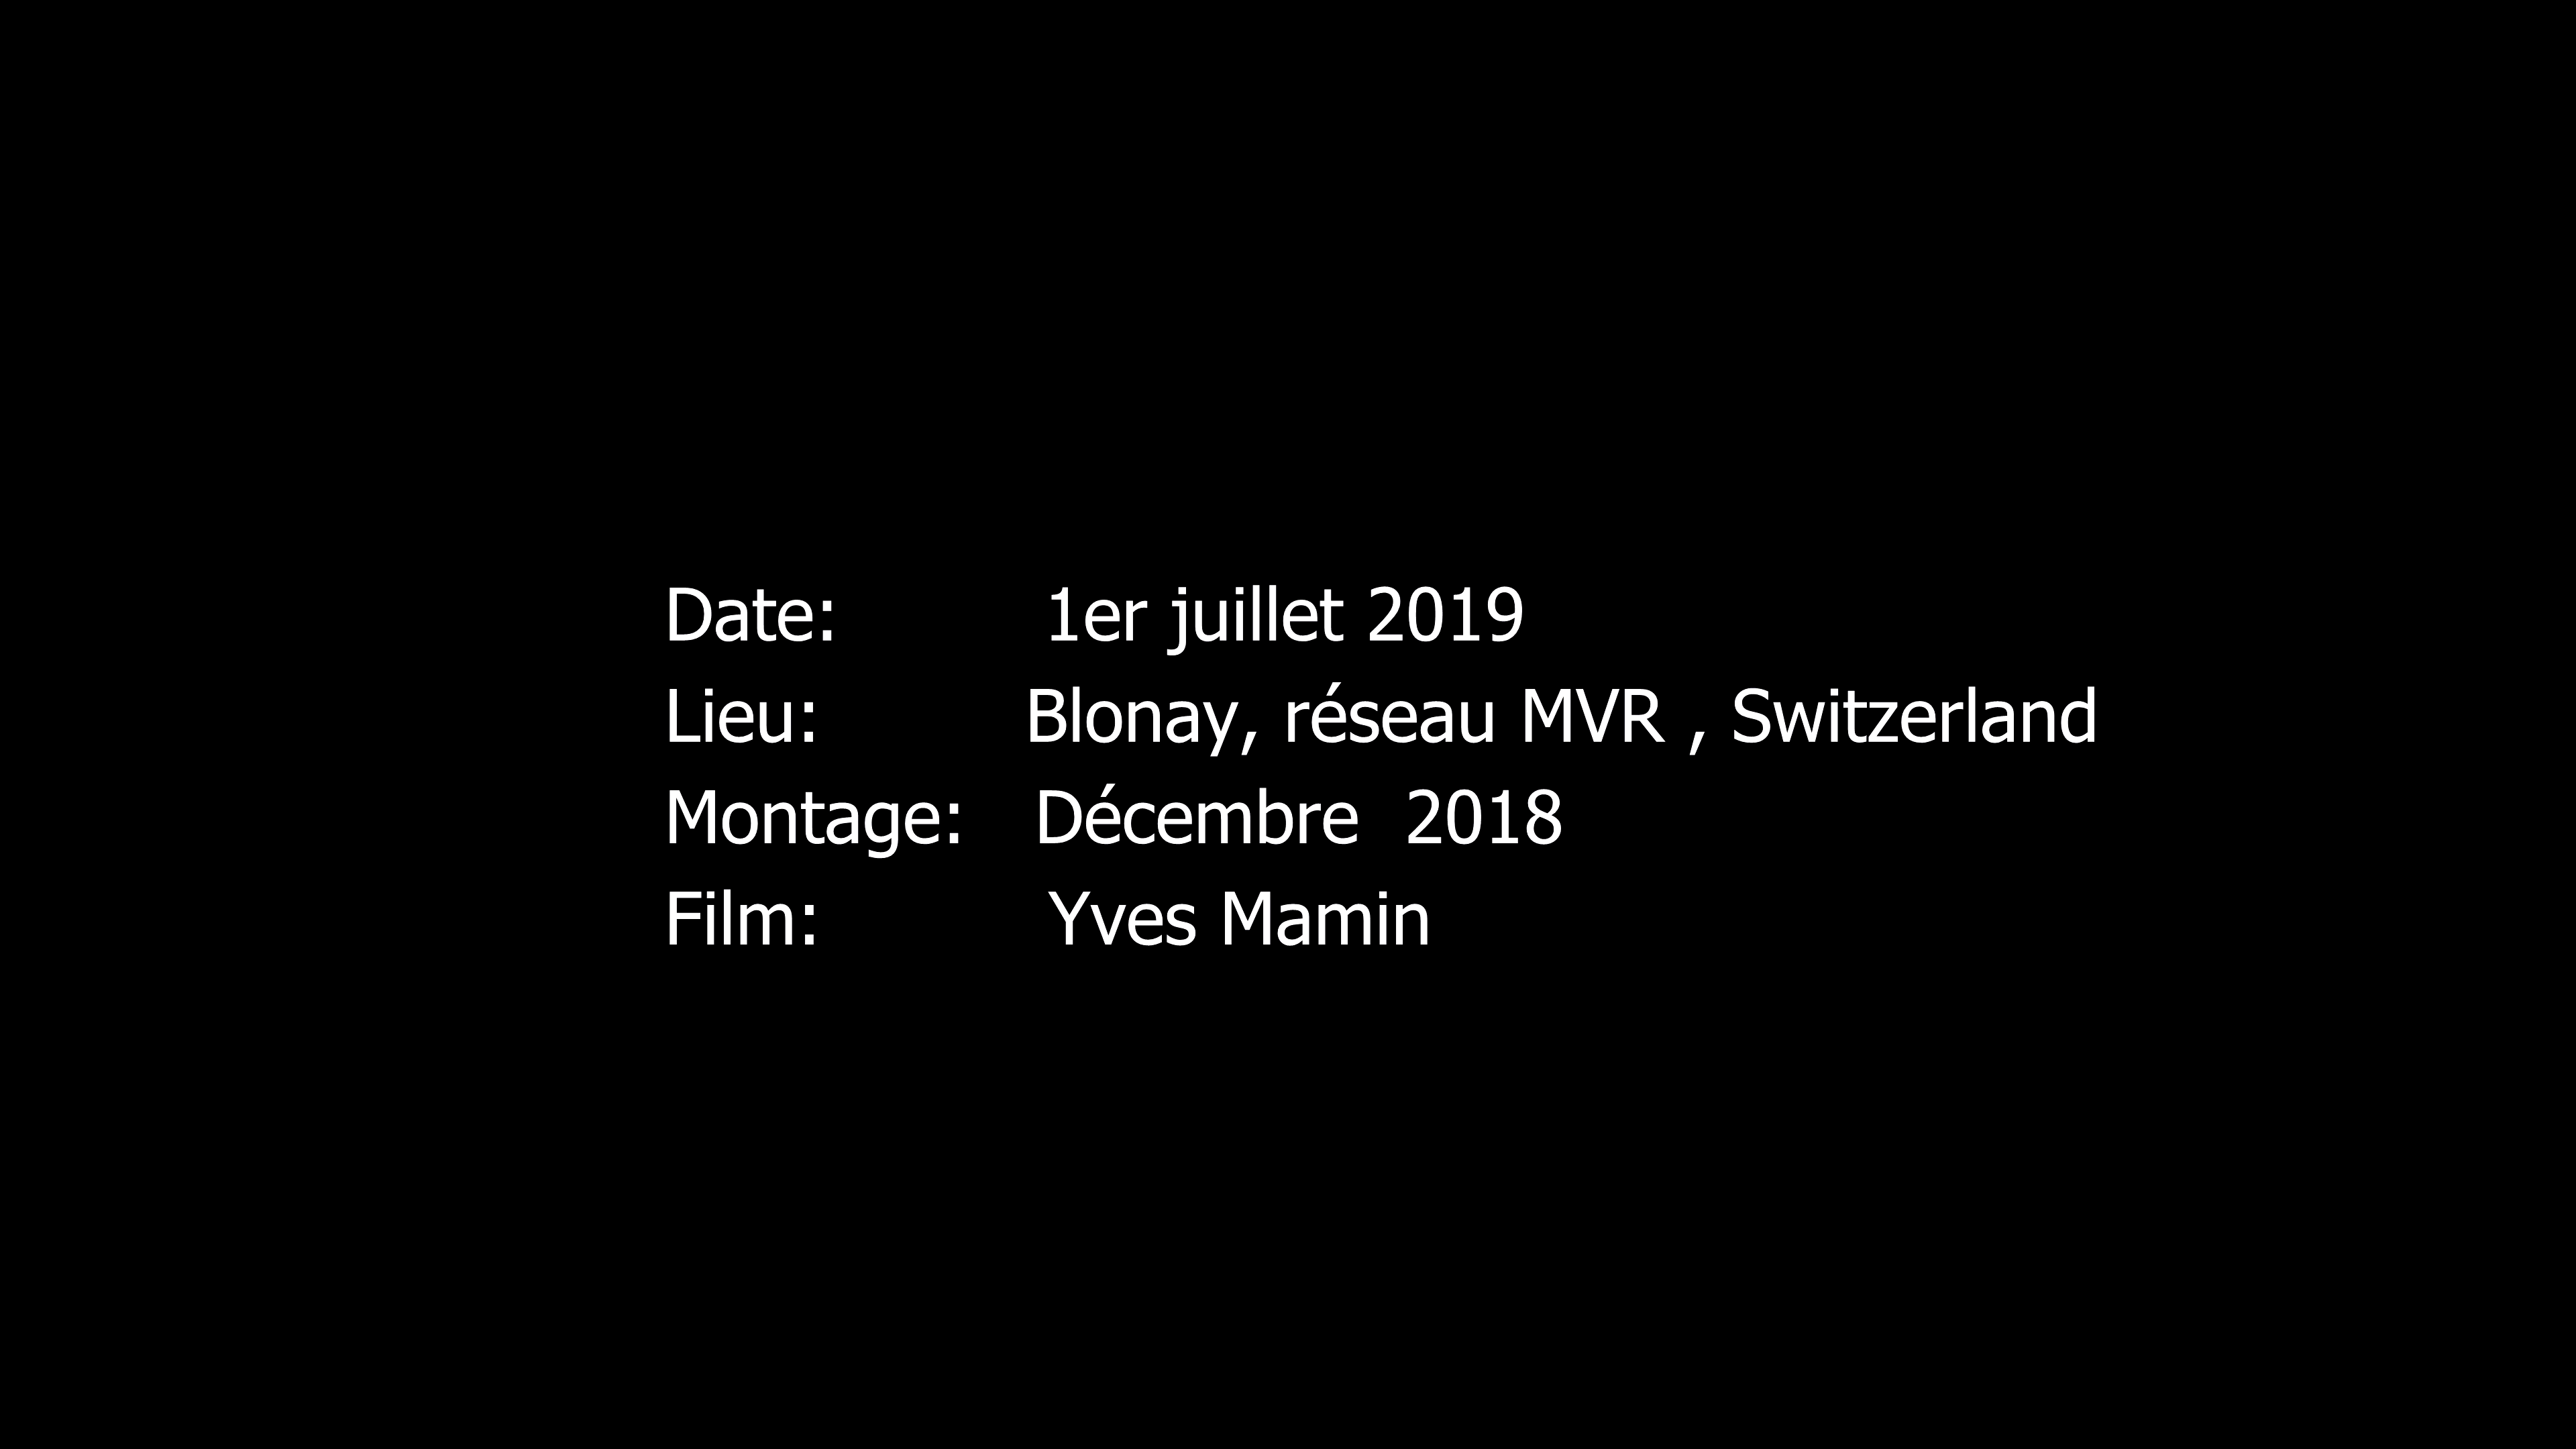 Date: 1er juillet 2019
Lieu: Blonay, réseau MVR , Switzerland
Montage: Décembre 2018
Film: Yves Mamin